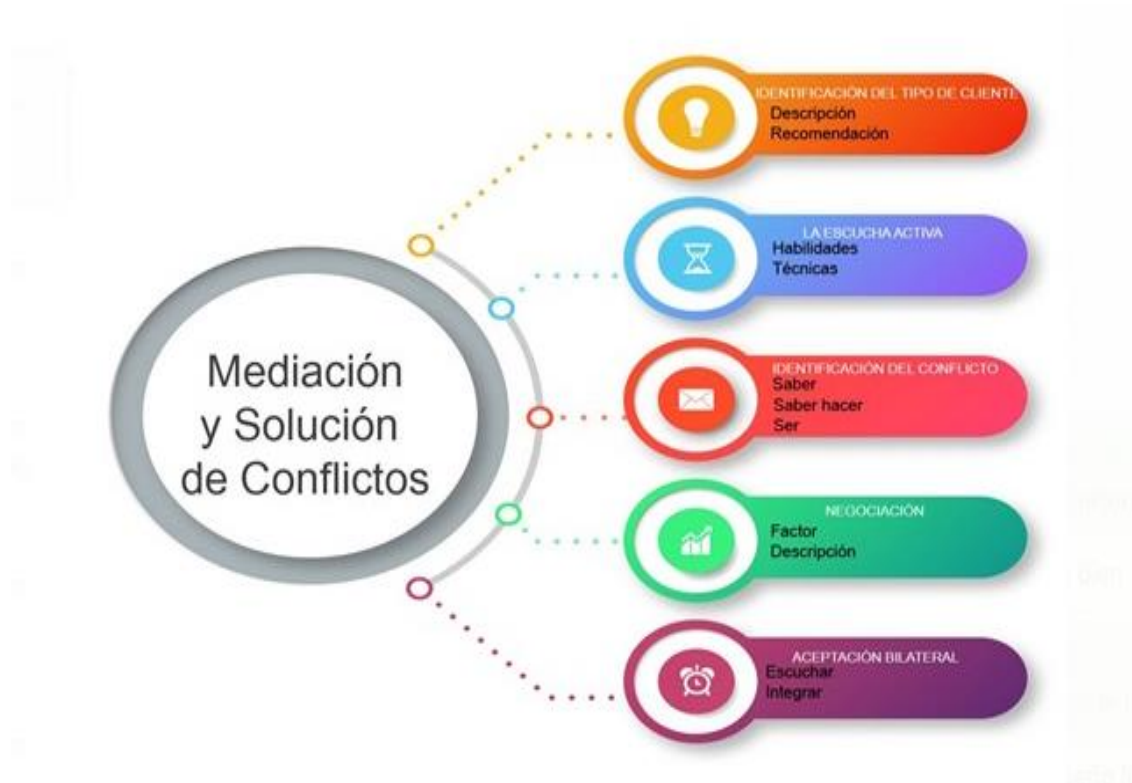 Mediación
y Solución
de Conflictos
IDENTIFICACIÓN DEL TIPO DE CLIENTE
Descripción
Recomendación
LA ESCUCHA ACTIVA
Habilidades
Técnicas
IDENTIFICACIÓN DEL CONFLICTO
Saber
Saber hacer
Ser
NEGOCIACIÓN
Factor
Descripción
ACEPTACIÓN BILATERAL
Escuchar
Integrar